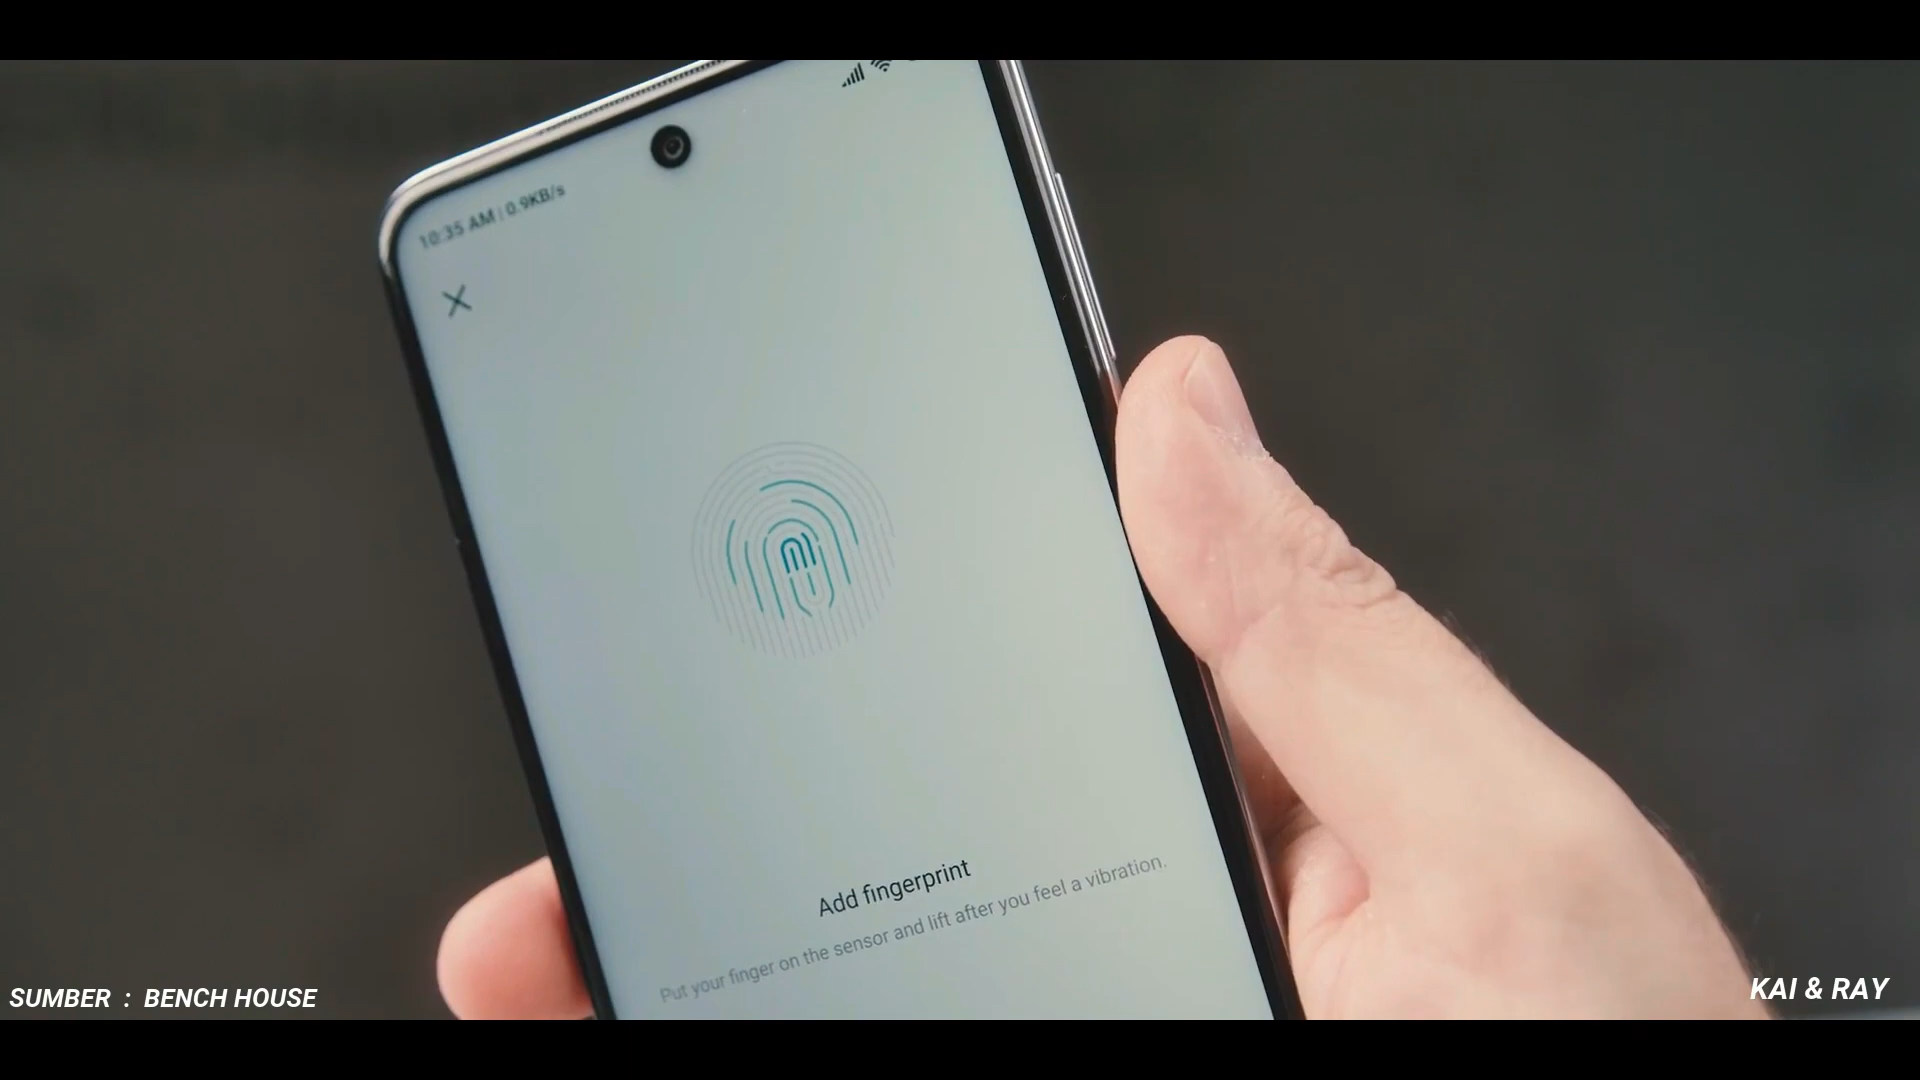 10:35 AM | 0.9KB/s
Add fingerprint
Put your finger on the sensor and lift after you feel a vibration.
SUMBER : BENCH HOUSE
KAI & RAY